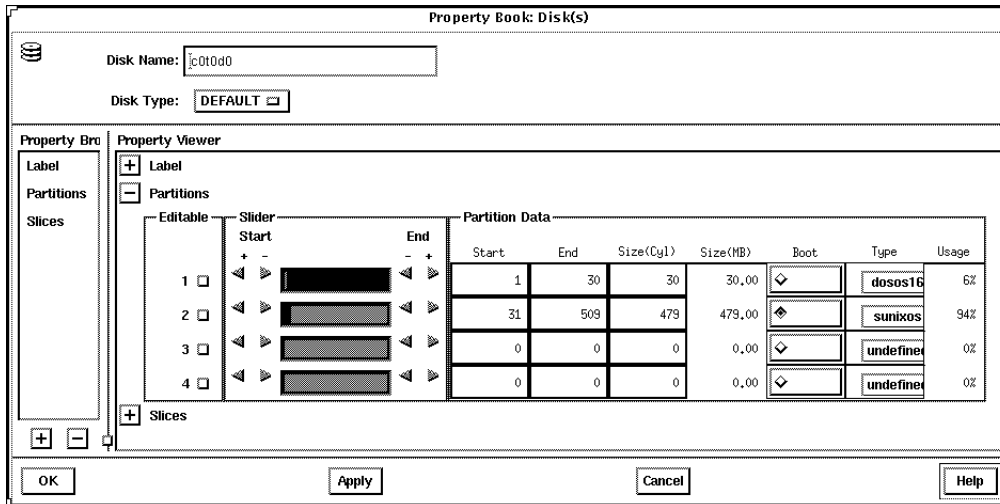 Property Book: Disk(s)
Disk Name: c0t0d0
Disk Type: DEFAULT
Property Bro
Property Viewer
Label
Partitions
Slices
+ Label
− Partitions
Editable Slider Partition Data
Start End
+ - - +
Start End Size(Cyl) Size(MB) Boot Type Usage
1 1 30 30 30.00 dosos16 6%
2 31 509 479 479.00 sunixos 94%
3 0 0 0 0.00 undefine 0%
4 0 0 0 0.00 undefine 0%
+ Slices
+ −
OK Apply Cancel Help